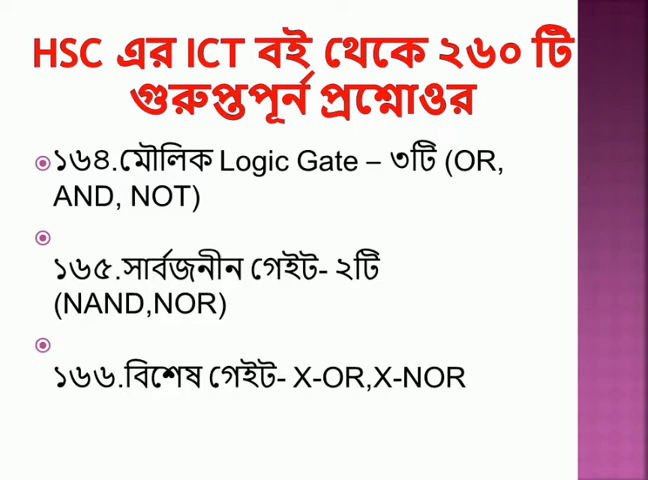 HSC এর ICT বই থেকে ২৬০ টি
গুরুপ্তপূর্ন প্রশ্নোওর
১৬৪.মৌলিক Logic Gate – ৩টি (OR,
AND, NOT)
১৬৫.সার্বজনীন গেইট- ২টি
(NAND,NOR)
১৬৬.বিশেষ গেইট- X-OR,X-NOR